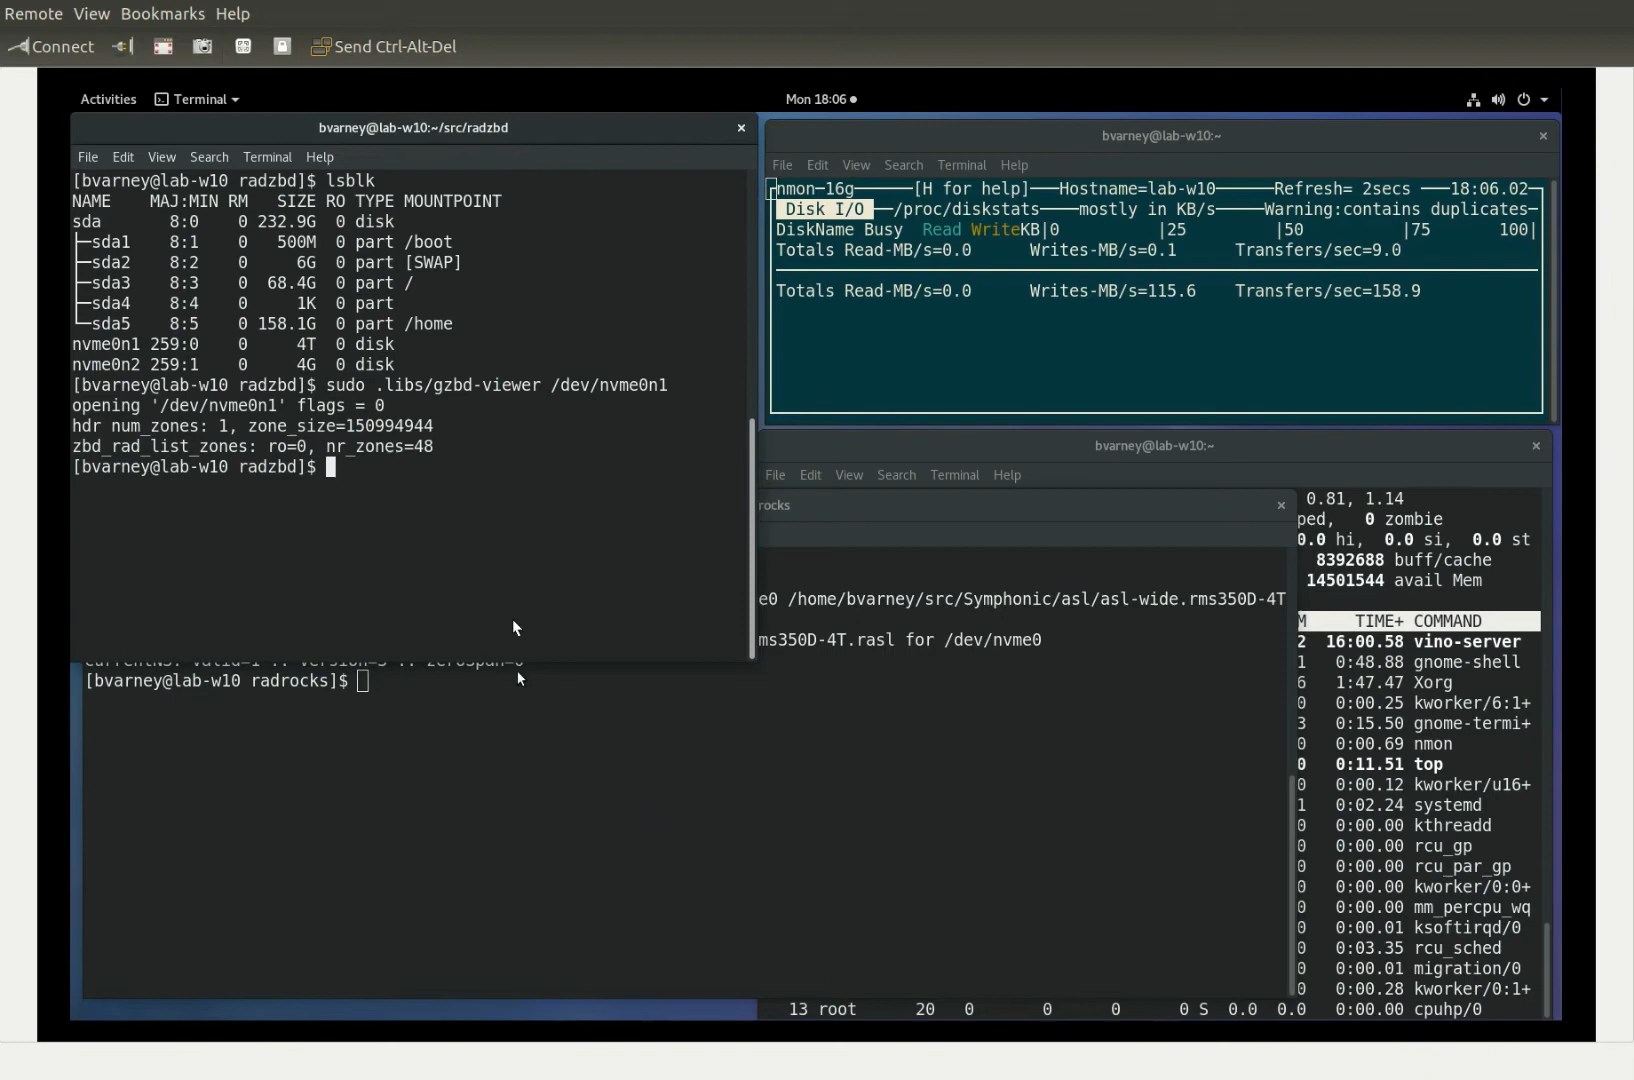 Remote View Bookmarks Help
Connect Send Ctrl-Alt-Del
Activities Terminal Mon 18:06
bvarney@lab-w10:~/src/radzbd
File Edit View Search Terminal Help
[bvarney@lab-w10 radzbd]$ lsblk
NAME MAJ:MIN RM SIZE RO TYPE MOUNTPOINT
sda 8:0 0 232.9G 0 disk
├─sda1 8:1 0 500M 0 part /boot
├─sda2 8:2 0 6G 0 part [SWAP]
├─sda3 8:3 0 68.4G 0 part /
├─sda4 8:4 0 1K 0 part
└─sda5 8:5 0 158.1G 0 part /home
nvme0n1 259:0 0 4T 0 disk
nvme0n2 259:1 0 4G 0 disk
[bvarney@lab-w10 radzbd]$ sudo .libs/gzbd-viewer /dev/nvme0n1
opening '/dev/nvme0n1' flags = 0
hdr num_zones: 1, zone_size=150994944
zbd_rad_list_zones: ro=0, nr_zones=48
[bvarney@lab-w10 radzbd]$
bvarney@lab-w10:~
File Edit View Search Terminal Help
nmon─16g─────[H for help]───Hostname=lab-w10──────Refresh= 2secs ───18:06.02─
Disk I/O ──/proc/diskstats────mostly in KB/s─────Warning:contains duplicates─
DiskName Busy Read WriteKB|0 |25 |50 |75 100|
Totals Read-MB/s=0.0 Writes-MB/s=0.1 Transfers/sec=9.0
Totals Read-MB/s=0.0 Writes-MB/s=115.6 Transfers/sec=158.9
bvarney@lab-w10:~
File Edit View Search Terminal Help
0.81, 1.14
ped, 0 zombie
0.0 hi, 0.0 si, 0.0 st
8392688 buff/cache
14501544 avail Mem
M TIME+ COMMAND
2 16:00.58 vino-server
1 0:48.88 gnome-shell
6 1:47.47 Xorg
0 0:00.25 kworker/6:1+
3 0:15.50 gnome-termi+
0 0:00.69 nmon
0 0:11.51 top
0 0:00.12 kworker/u16+
1 0:02.24 systemd
0 0:00.00 kthreadd
0 0:00.00 rcu_gp
0 0:00.00 rcu_par_gp
0 0:00.00 kworker/0:0+
0 0:00.00 mm_percpu_wq
0 0:00.01 ksoftirqd/0
0 0:03.35 rcu_sched
0 0:00.01 migration/0
0 0:00.28 kworker/0:1+
13 root 20 0 0 0 0 S 0.0 0.0 0:00.00 cpuhp/0
rocks
e0 /home/bvarney/src/Symphonic/asl/asl-wide.rms350D-4T
ms350D-4T.rasl for /dev/nvme0
[bvarney@lab-w10 radrocks]$